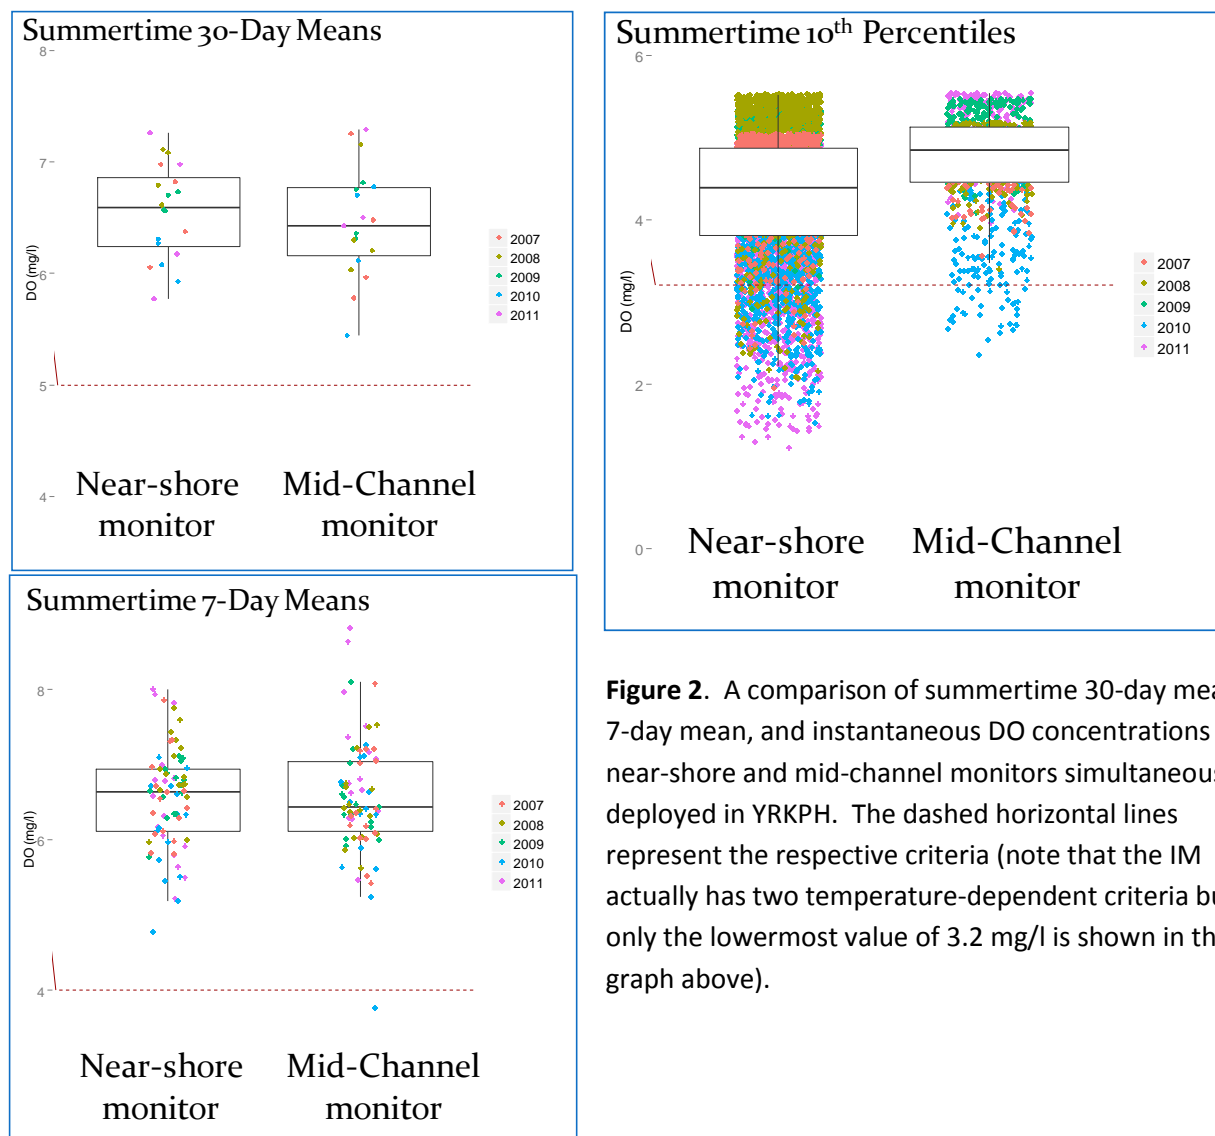 Summertime 30-Day Means
8
7
6
5
4
DO (mg/l)
2007
2008
2009
2010
2011
Near-shore Mid-Channel
monitor monitor
Summertime 10th Percentiles
6
4
2
0
DO (mg/l)
2007
2008
2009
2010
2011
Near-shore Mid-Channel
monitor monitor
Summertime 7-Day Means
8
6
4
DO (mg/l)
2007
2008
2009
2010
2011
Near-shore Mid-Channel
monitor monitor
Figure 2. A comparison of summertime 30-day
7-day mean, and instantaneous DO concentrations
near-shore and mid-channel monitors
deployed in YRKPH. The dashed horizontal lines
represent the respective criteria (note that the IM
actually has two temperature-dependent criteria
only the lowermost value of 3.2 mg/l is shown in
graph above).